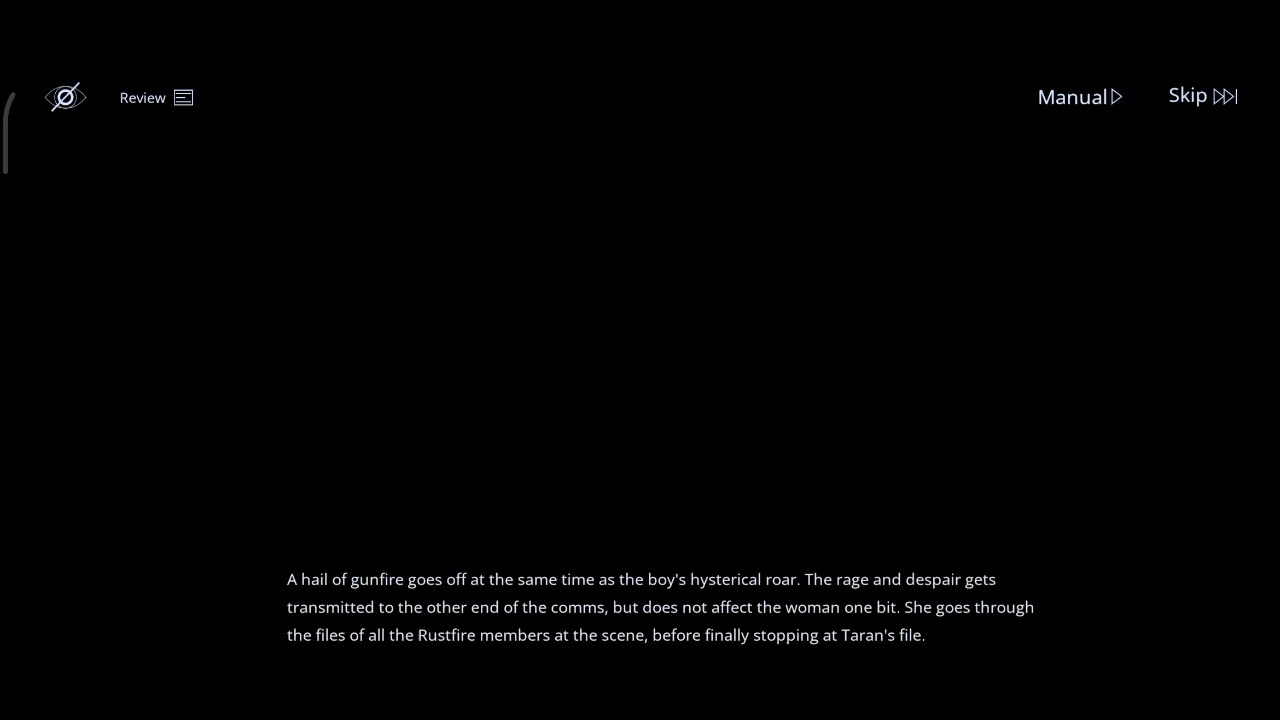 Review
Manual
Skip
A hail of gunfire goes off at the same time as the boy's hysterical roar. The rage and despair gets
transmitted to the other end of the comms, but does not affect the woman one bit. She goes through
the files of all the Rustfire members at the scene, before finally stopping at Taran's file.